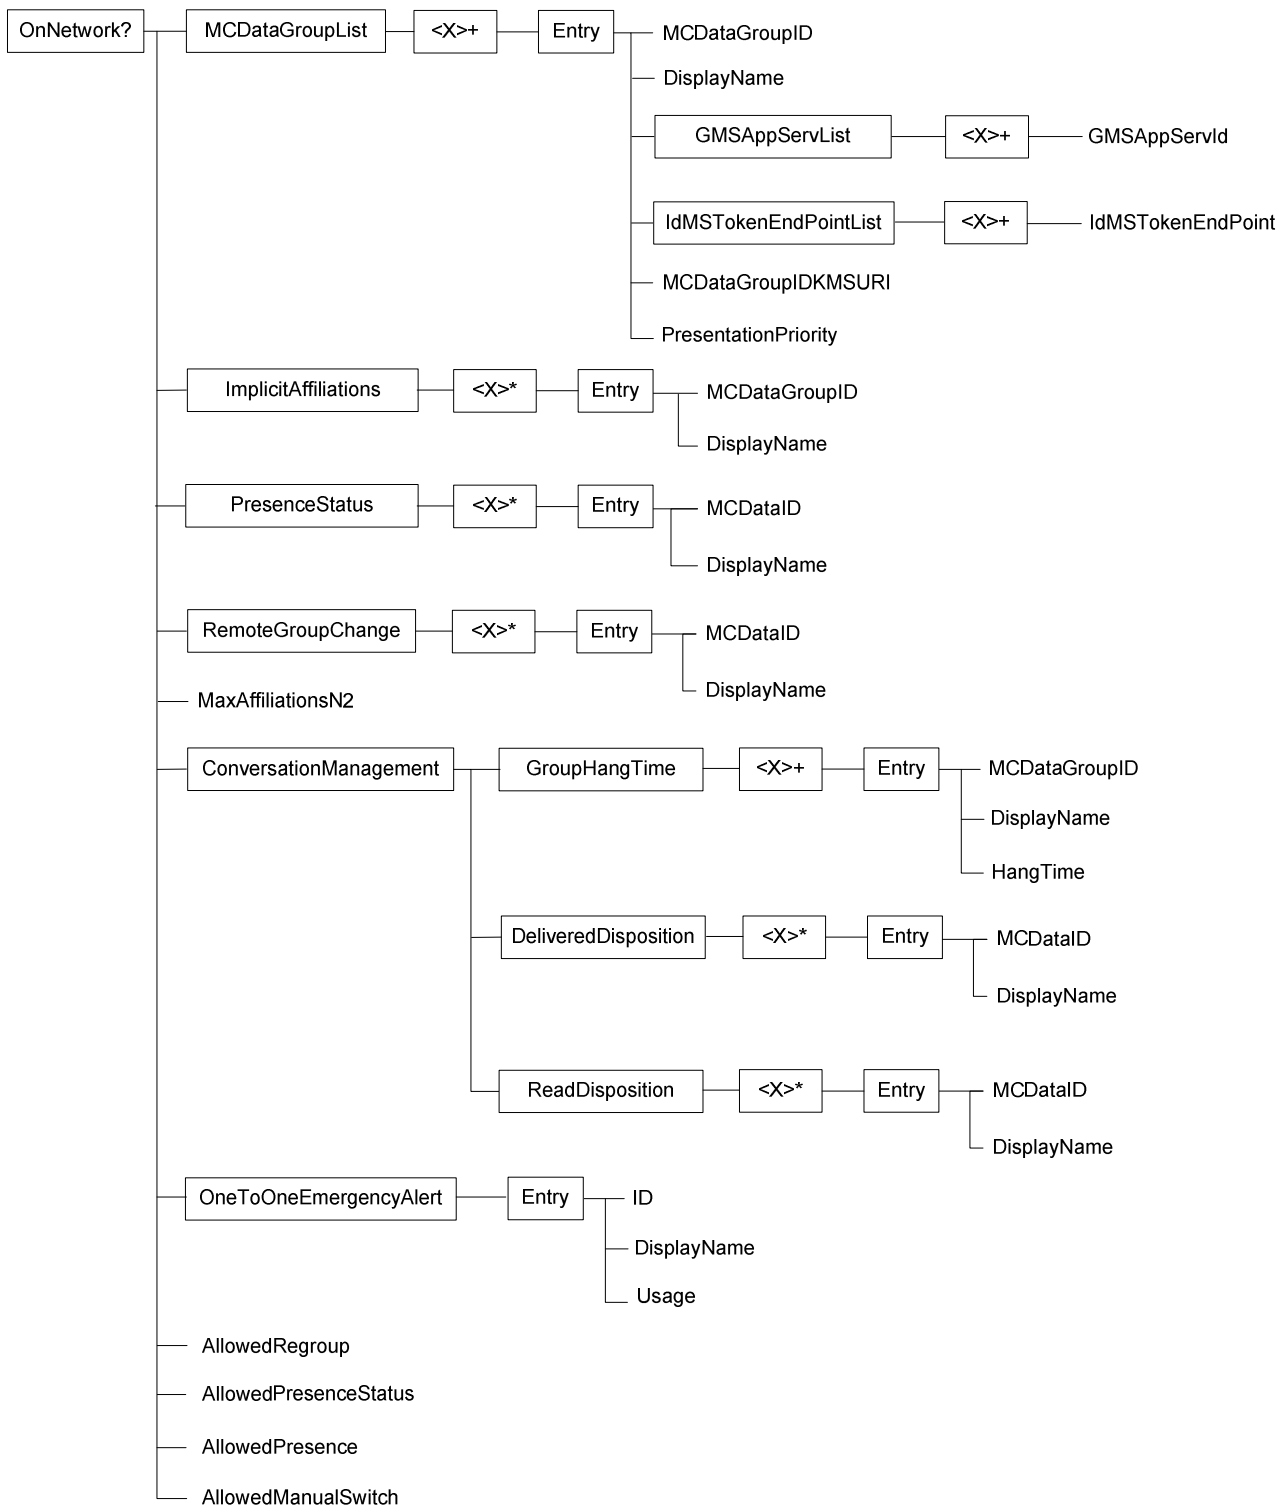 OnNetwork?
MCDataGroupList
<X>+
Entry
MCDataGroupID
DisplayName
GMSAppServList
<X>+
GMSAppServId
IdMSTokenEndPointList
<X>+
IdMSTokenEndPoint
MCDataGroupIDKMSURI
PresentationPriority
ImplicitAffiliations
<X>*
Entry
MCDataGroupID
DisplayName
PresenceStatus
<X>*
Entry
MCDataID
DisplayName
RemoteGroupChange
<X>*
Entry
MCDataID
DisplayName
MaxAffiliationsN2
ConversationManagement
GroupHangTime
<X>+
Entry
MCDataGroupID
DisplayName
HangTime
DeliveredDisposition
<X>*
Entry
MCDataID
DisplayName
ReadDisposition
<X>*
Entry
MCDataID
DisplayName
OneToOneEmergencyAlert
Entry
ID
DisplayName
Usage
AllowedRegroup
AllowedPresenceStatus
AllowedPresence
AllowedManualSwitch